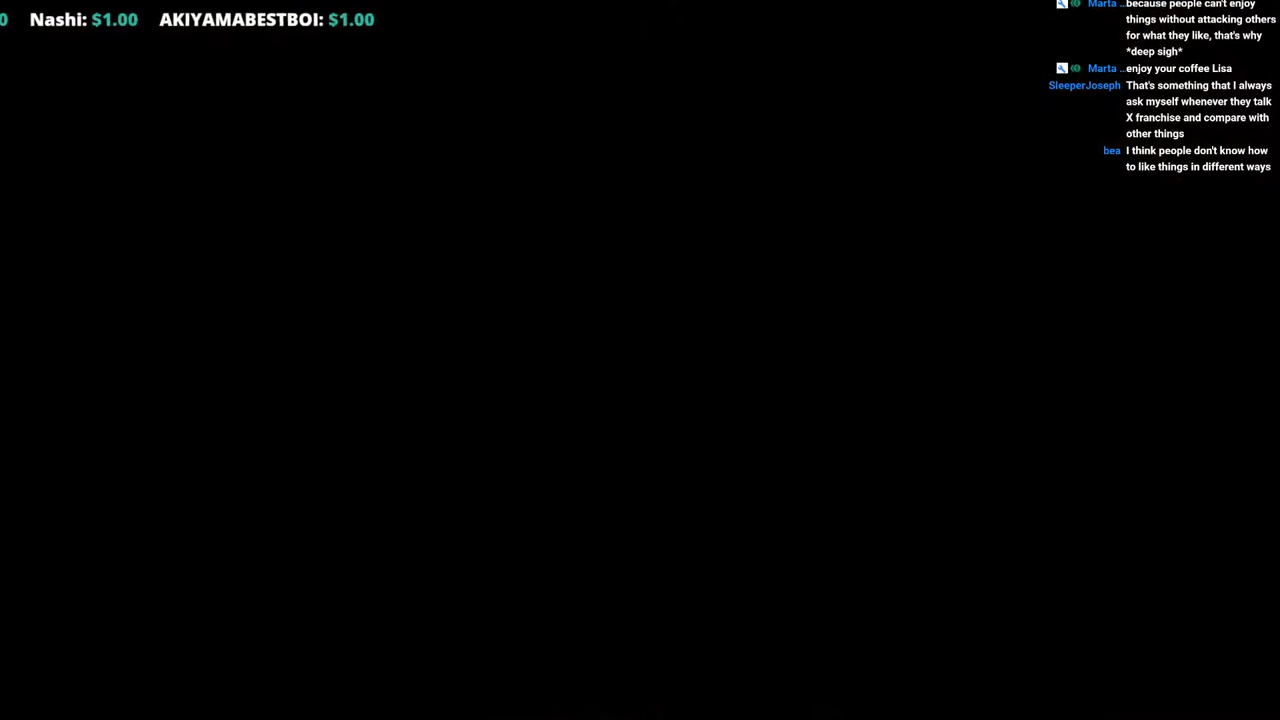 0 Nashi: $1.00 AKIYAMABESTBOI: $1.00
Marta .. because people can't enjoy
things without attacking others
for what they like, that's why
*deep sigh*
Marta .. enjoy your coffee Lisa
SleeperJoseph That's something that I always
ask myself whenever they talk
X franchise and compare with
other things
bea I think people don't know how
to like things in different ways